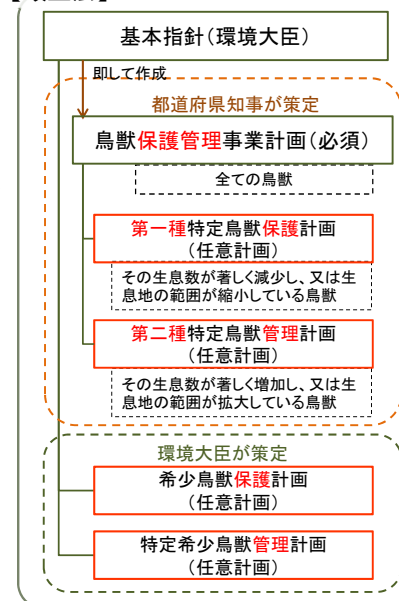 基本指針(環境大臣)
即して作成
都道府県知事が策定
鳥獣保護管理事業計画(必須)
全ての鳥獣
第一種特定鳥獣保護計画
(任意計画)
その生息数が著しく減少し、又は生
息地の範囲が縮小している鳥獣
第二種特定鳥獣管理計画
(任意計画)
その生息数が著しく増加し、又は生
息地の範囲が拡大している鳥獣
環境大臣が策定
希少鳥獣保護計画
(任意計画)
特定希少鳥獣管理計画
(任意計画)